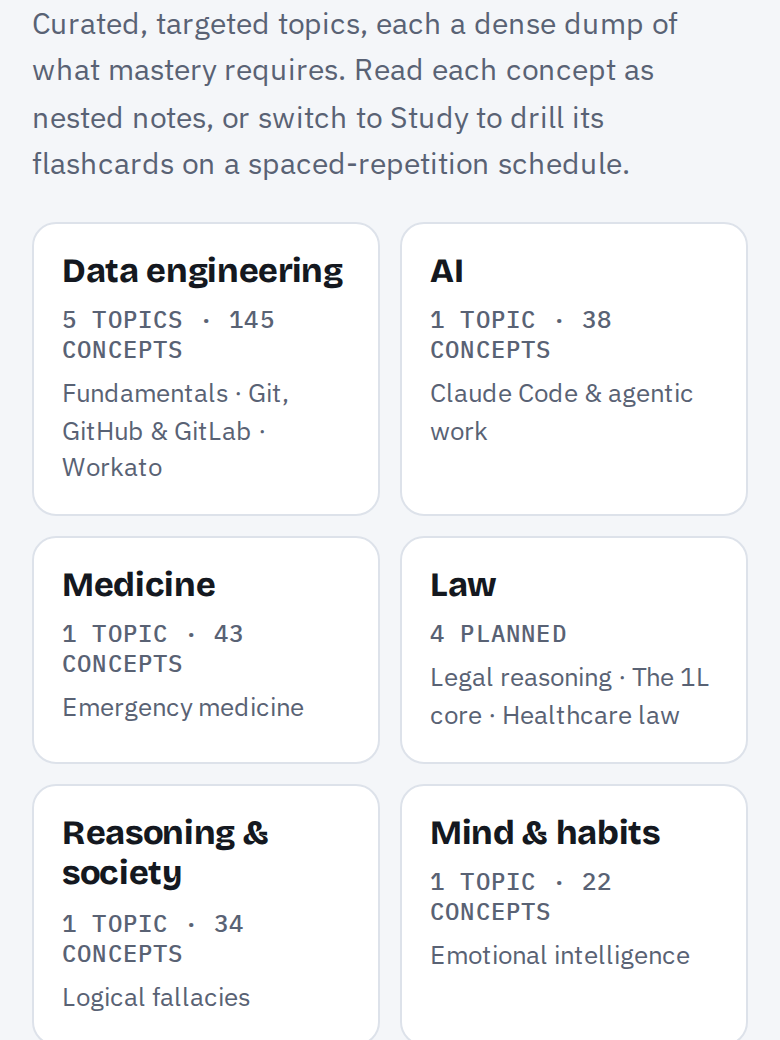 Curated, targeted topics, each a dense dump of
what mastery requires. Read each concept as
nested notes, or switch to Study to drill its
flashcards on a spaced-repetition schedule.
Data engineering
5 TOPICS · 145
CONCEPTS
Fundamentals · Git,
GitHub & GitLab ·
Workato
AI
1 TOPIC · 38
CONCEPTS
Claude Code & agentic
work
Medicine
1 TOPIC · 43
CONCEPTS
Emergency medicine
Law
4 PLANNED
Legal reasoning · The 1L
core · Healthcare law
Reasoning &
society
1 TOPIC · 34
CONCEPTS
Logical fallacies
Mind & habits
1 TOPIC · 22
CONCEPTS
Emotional intelligence